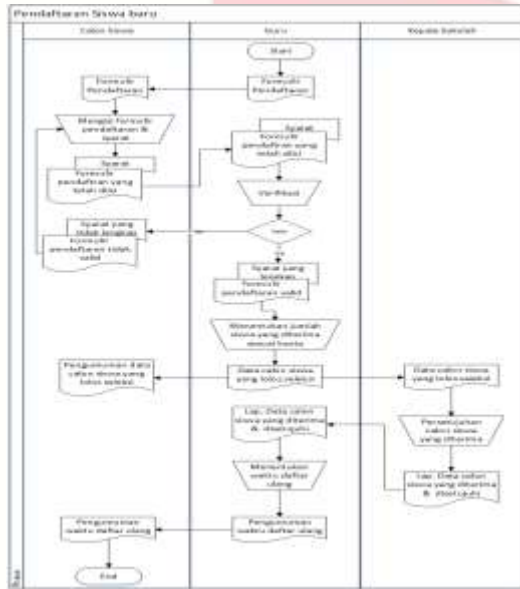 Pendaftaran Siswa baru
Calon Siswa
Guru
Kepala Sekolah
Start
Formulir
Pendaftaran
Formulir
Pendaftaran
Mengisi formulir
pendaftaran &
syarat
Syarat
Formulir
pendaftran yang
telah diisi
Syarat
Formulir
pendaftran yang
telah diisi
Verifikasi
Syarat yang
tidak lengkap
Formulir
pendaftaran tidak
valid
Syarat yang
lengkap
Formulir
pendaftaran valid
Menentukan jumlah
siswa yang diterima
sesuai kuota
Pengumuman data
calon siswa yang
lolos seleksi
Data calon siswa
yang lolos seleksi
Data calon siswa
yang lolos seleksi
Lap. Data calon
siswa yang diterima
& disetujui
Persetujuan
calon siswa
yang diterima
Menentukan
waktu daftar
ulang
Lap. Data calon
siswa yang diterima
& disetujui
Pengumuman
waktu daftar ulang
Pengumuman
waktu daftar ulang
End